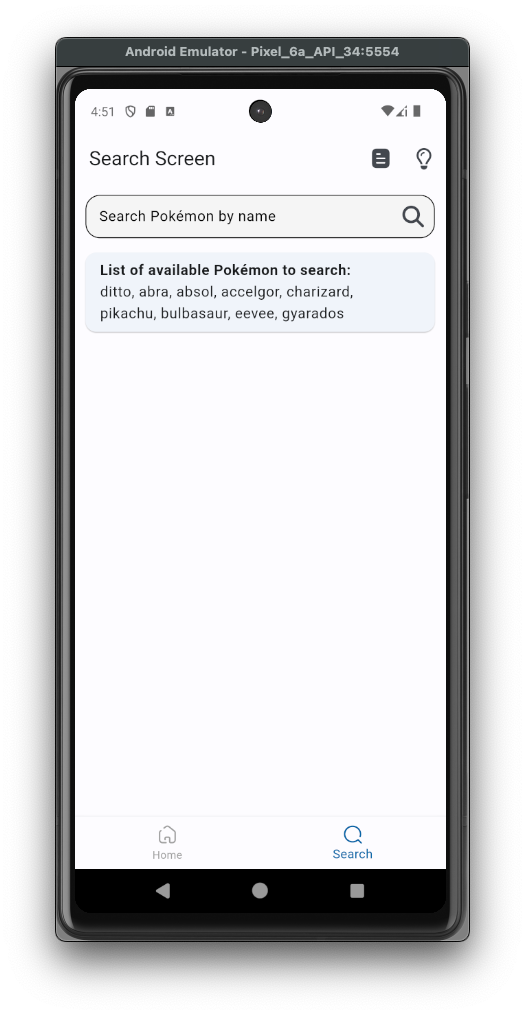 Android Emulator - Pixel_6a_API_34:5554
4:51
Search Screen
Search Pokémon by name
List of available Pokémon to search:
ditto, abra, absol, accelgor, charizard,
pikachu, bulbasaur, eevee, gyarados
Home
Search